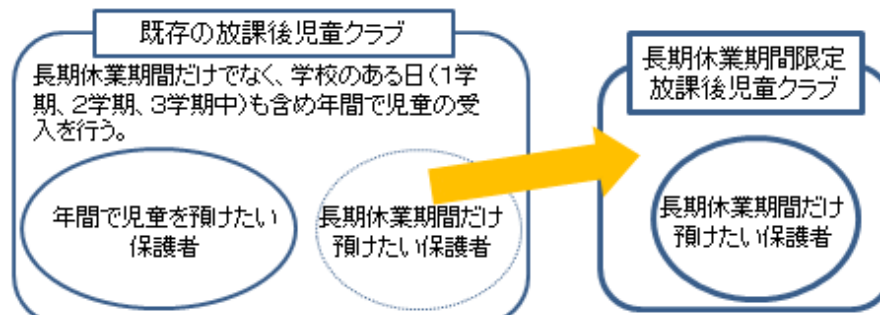 既存の放課後児童クラブ
長期休業期間だけでなく、学校のある日(1学
期、2学期、3学期中)も含め年間で児童の受
入を行う。
年間で児童を預けたい
保護者
長期休業期間だけ
預けたい保護者
長期休業期間限定
放課後児童クラブ
長期休業期間だけ
預けたい保護者